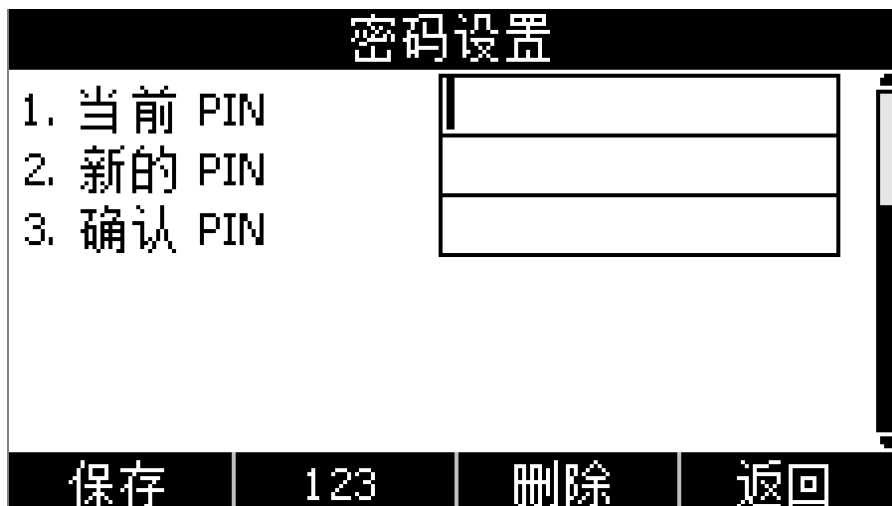 密码设置
1. 当前 PIN
2. 新的 PIN
3. 确认 PIN
保存 123 删除 返回